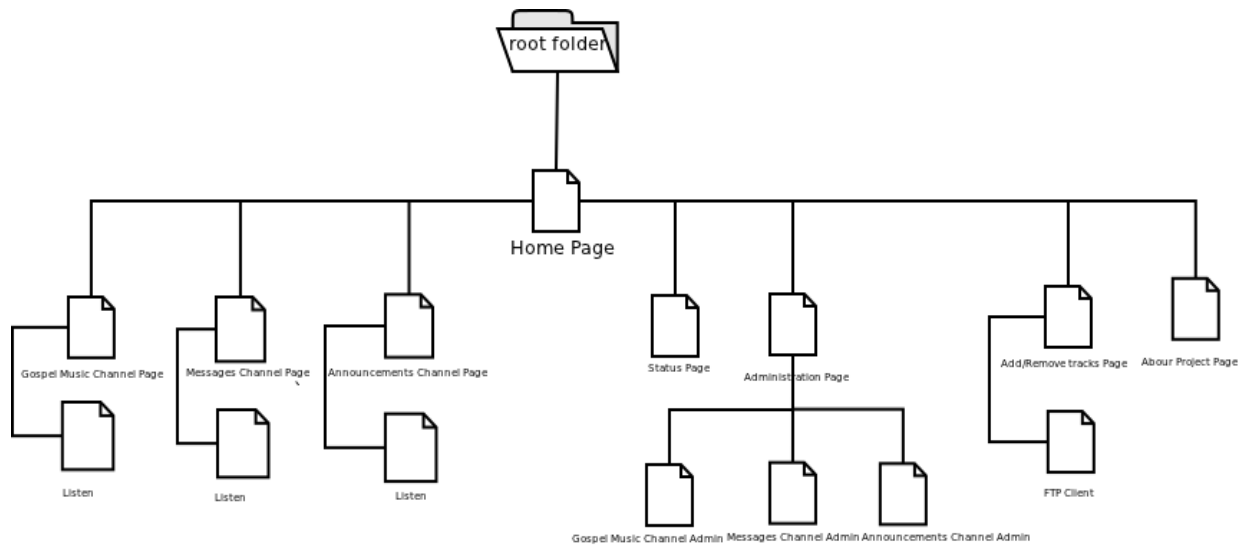 root folder
Home Page
Gospel Music Channel Page
Messages Channel Page
Announcements Channel Page
Status Page
Administration Page
Add/Remove tracks Page
Abour Project Page
Listen
Listen
Listen
FTP Client
Gospel Music Channel Admin
Messages Channel Admin
Announcements Channel Admin